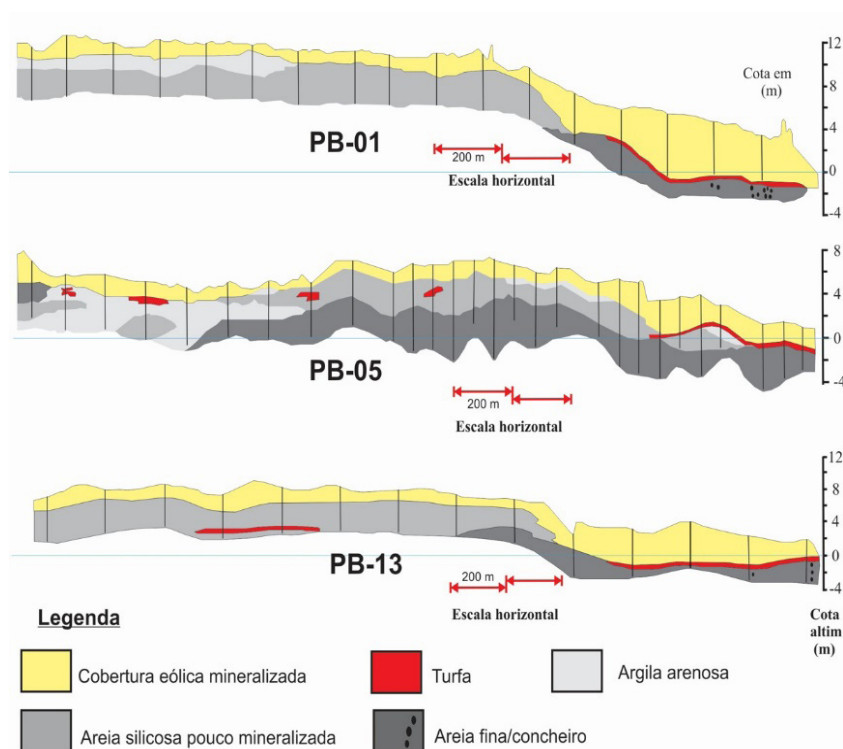 12
Cota em
(m)
8
4
PB-01
200 m
Escala horizontal
0
-4
8
4
0
PB-05
200 m
-4
Escala horizontal
12
8
4
PB-13
0
200 m
-4
Escala horizontal
Cota
altim
(m)
Legenda
Cobertura eólica mineralizada
Turfa
Argila arenosa
Areia silicosa pouco mineralizada
Areia fina/concheiro